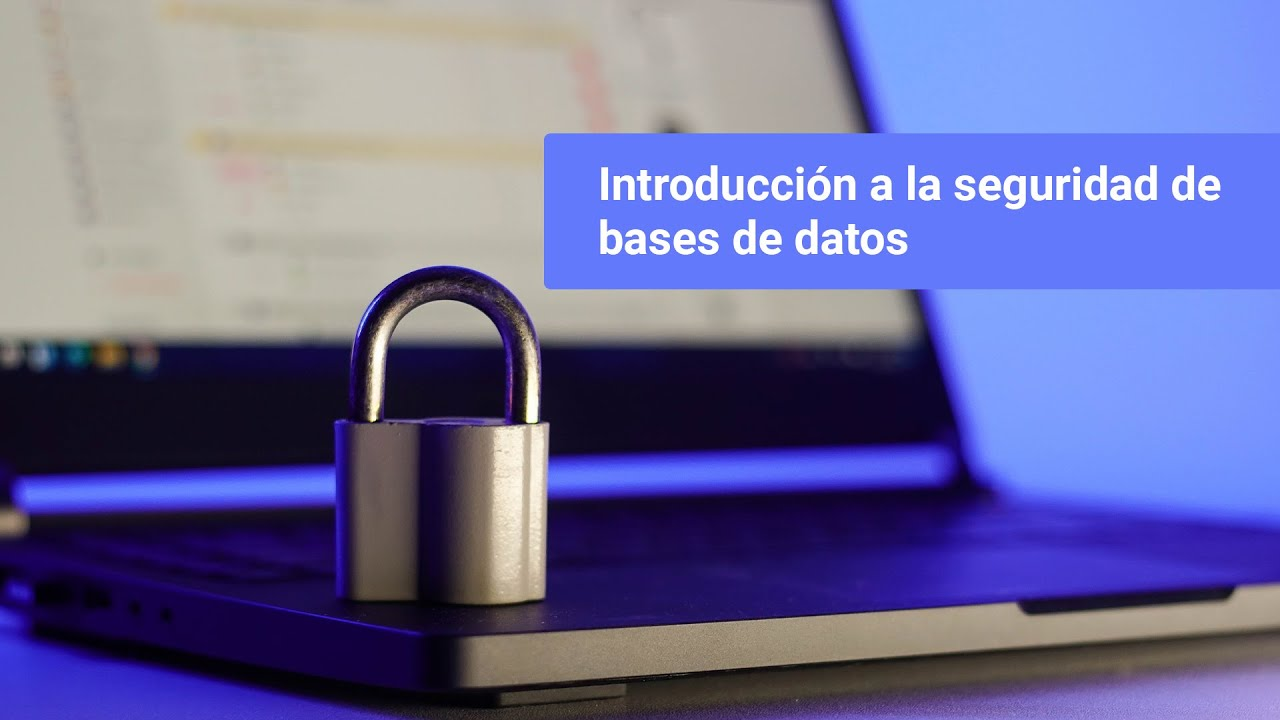 Introducción a la seguridad de
bases de datos